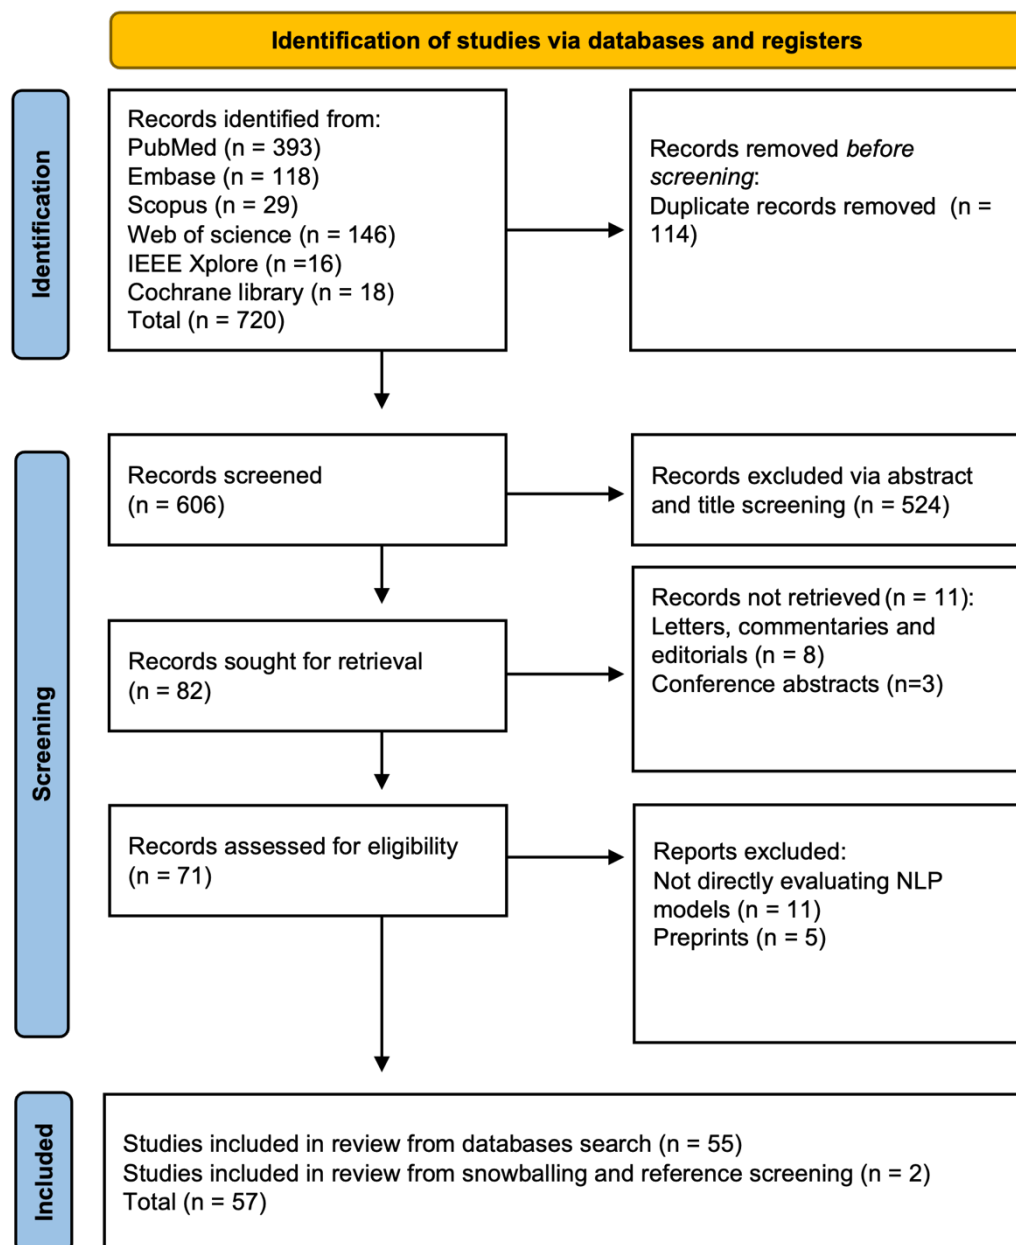 Identification of studies via databases and registers
Identification
Records identified from:
PubMed (n = 393)
Embase (n = 118)
Scopus (n = 29)
Web of science (n = 146)
IEEE Xplore (n =16)
Cochrane library (n = 18)
Total (n = 720)
Records removed before
screening:
Duplicate records removed  (n =
114)
Screening
Records screened
(n = 606)
Records excluded via abstract
and title screening (n = 524)
Records sought for retrieval
(n = 82)
Records not retrieved (n = 11):
Letters, commentaries and
editorials (n = 8)
Conference abstracts (n=3)
Records assessed for eligibility
(n = 71)
Reports excluded:
Not directly evaluating NLP
models (n = 11)
Preprints (n = 5)
Included
Studies included in review from databases search (n = 55)
Studies included in review from snowballing and reference screening (n = 2)
Total (n = 57)